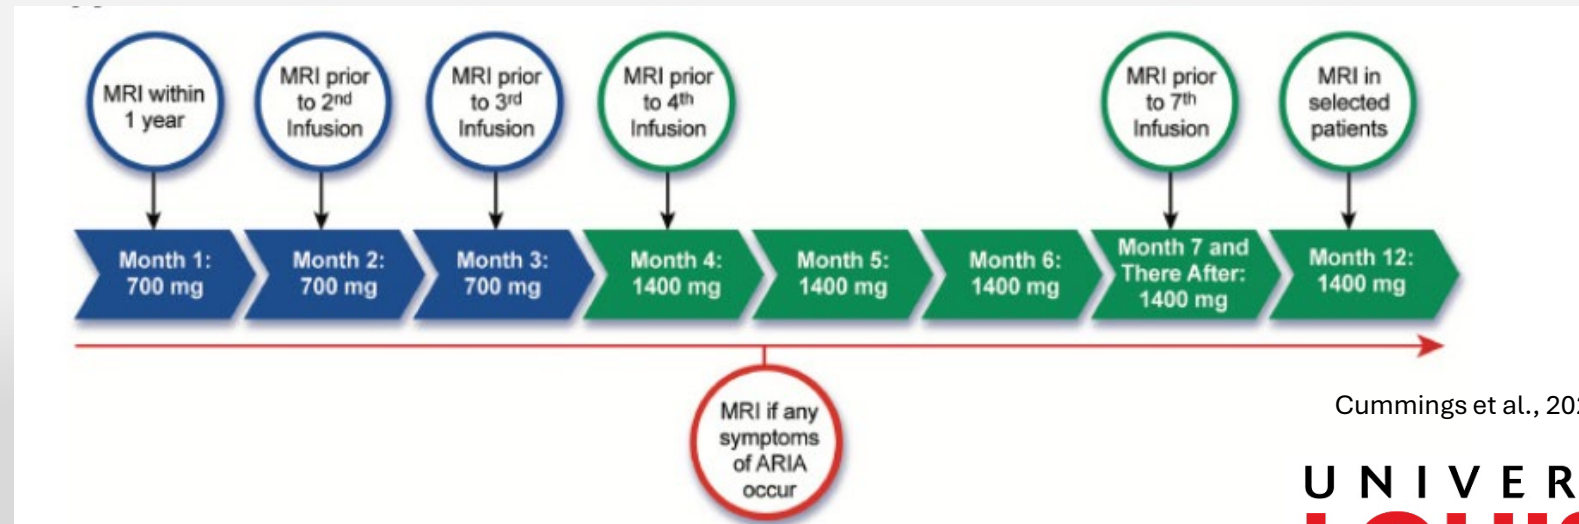 MRI within
1 year
MRI prior
to 2nd
Infusion
MRI prior
to 3rd
Infusion
MRI prior
to 4th
Infusion
MRI prior
to 7th
Infusion
MRI in
selected
patients
Month 1:
700 mg
Month 2:
700 mg
Month 3:
700 mg
Month 4:
1400 mg
Month 5:
1400 mg
Month 6:
1400 mg
Month 7 and
There After:
1400 mg
Month 12:
1400 mg
MRI if any
symptoms
of ARIA
occur
Cummings et al., 202
UNIVER